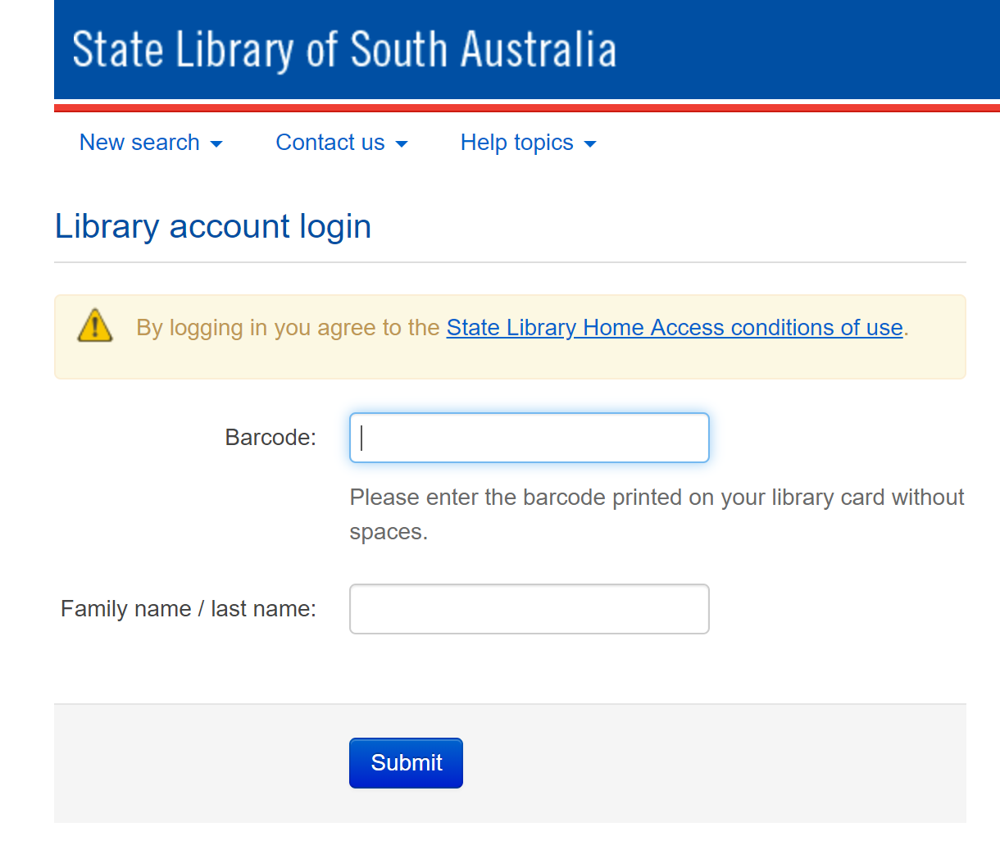 State Library of South Australia
New search Contact us Help topics
Library account login
By logging in you agree to the State Library Home Access conditions of use.
Barcode:
Please enter the barcode printed on your library card without
spaces.
Family name / last name:
Submit